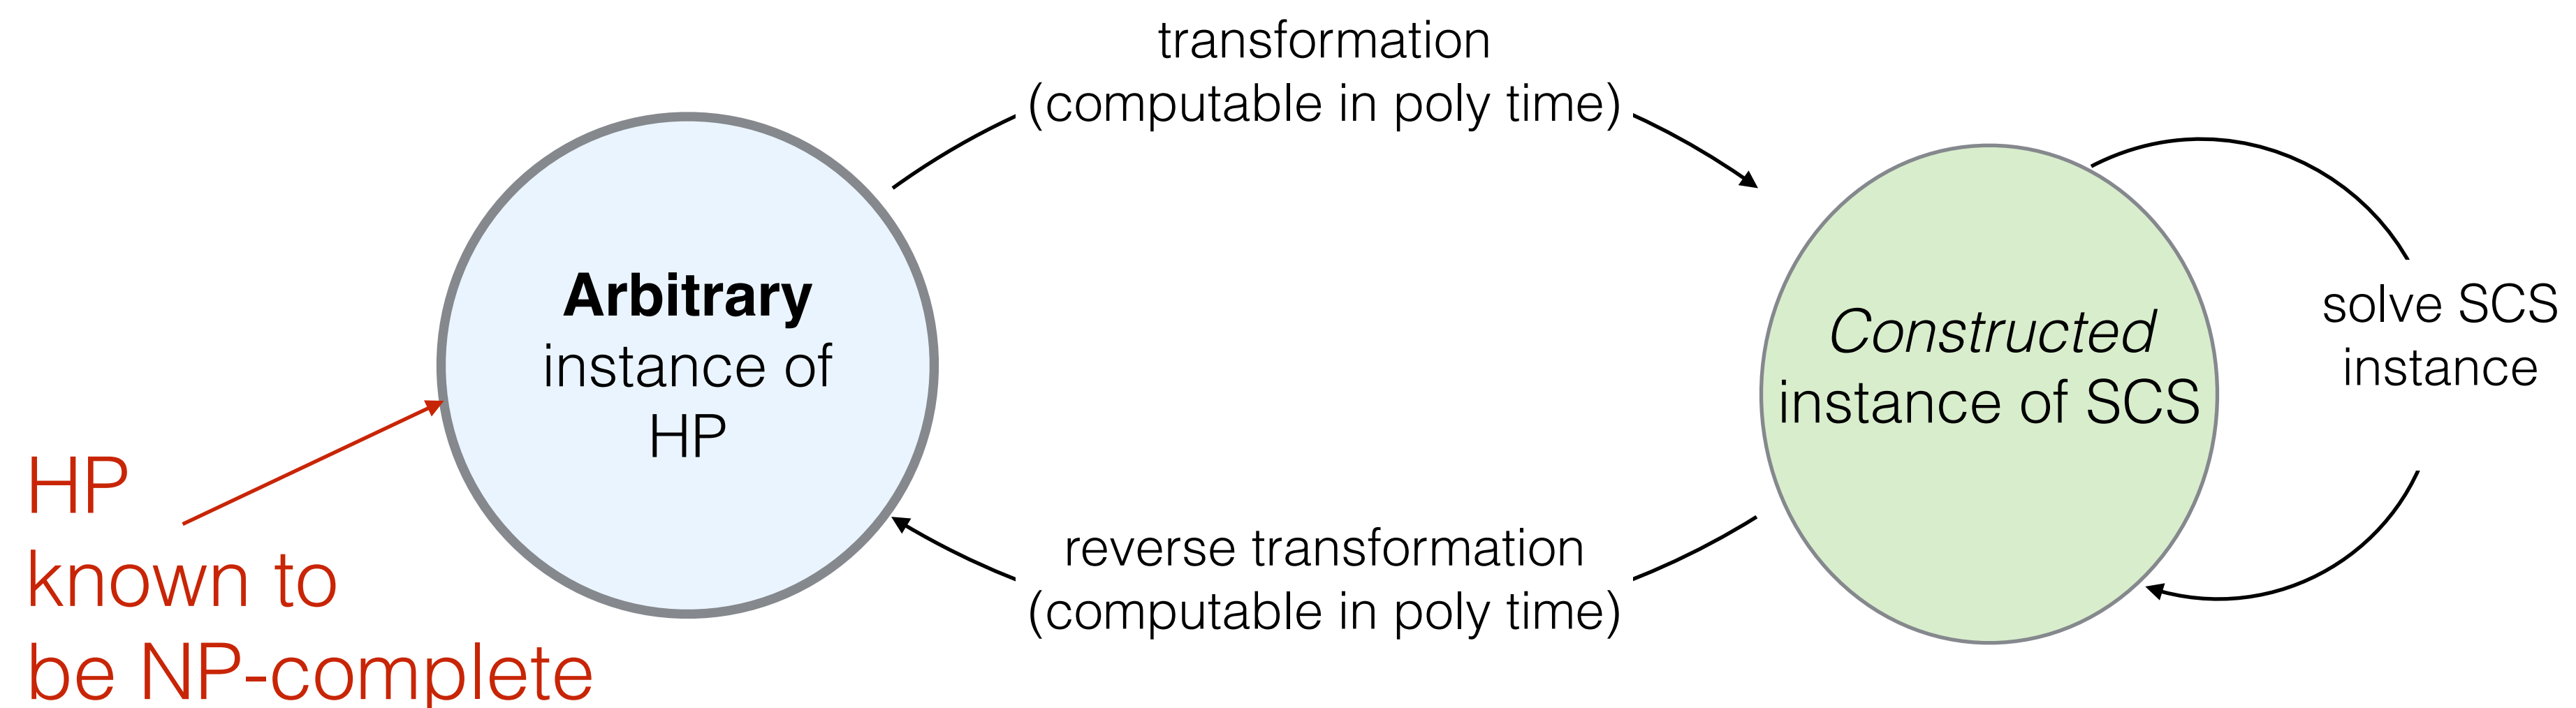 transformation
(computable in poly time)
Arbitrary
instance of
HP
Constructed
instance of SCS
solve SCS
instance
HP
known to
be NP-complete
reverse transformation
(computable in poly time)